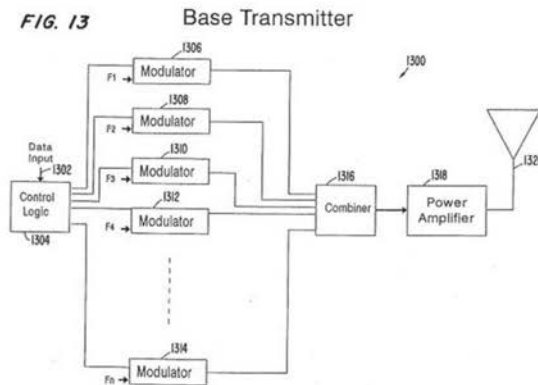 FIG. 13
Base Transmitter
1306
Modulator
F1
1300
1308
Modulator
F2
Data
Input
1302
1310
Modulator
F3
1316
Combiner
1318
Power
Amplifier
132
Control
Logic
1304
1312
Modulator
F4
1314
Modulator
Fn